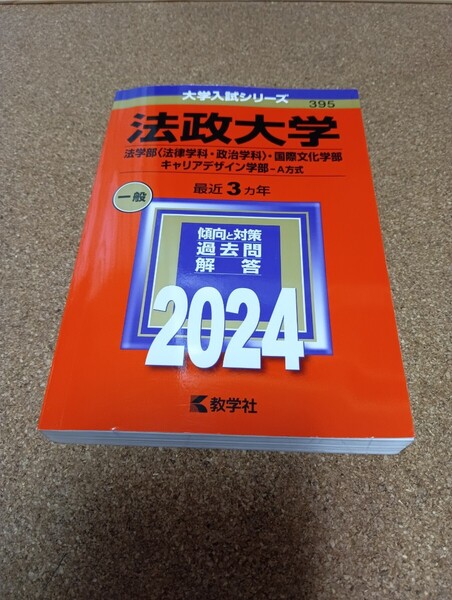 大学入試シリーズ
395
法政大学
法学部〈法律学科・政治学科〉・国際文化学部
キャリアデザイン学部－A方式
最近3カ年
一般
傾向と対策
過去問
解答
2024
教学社